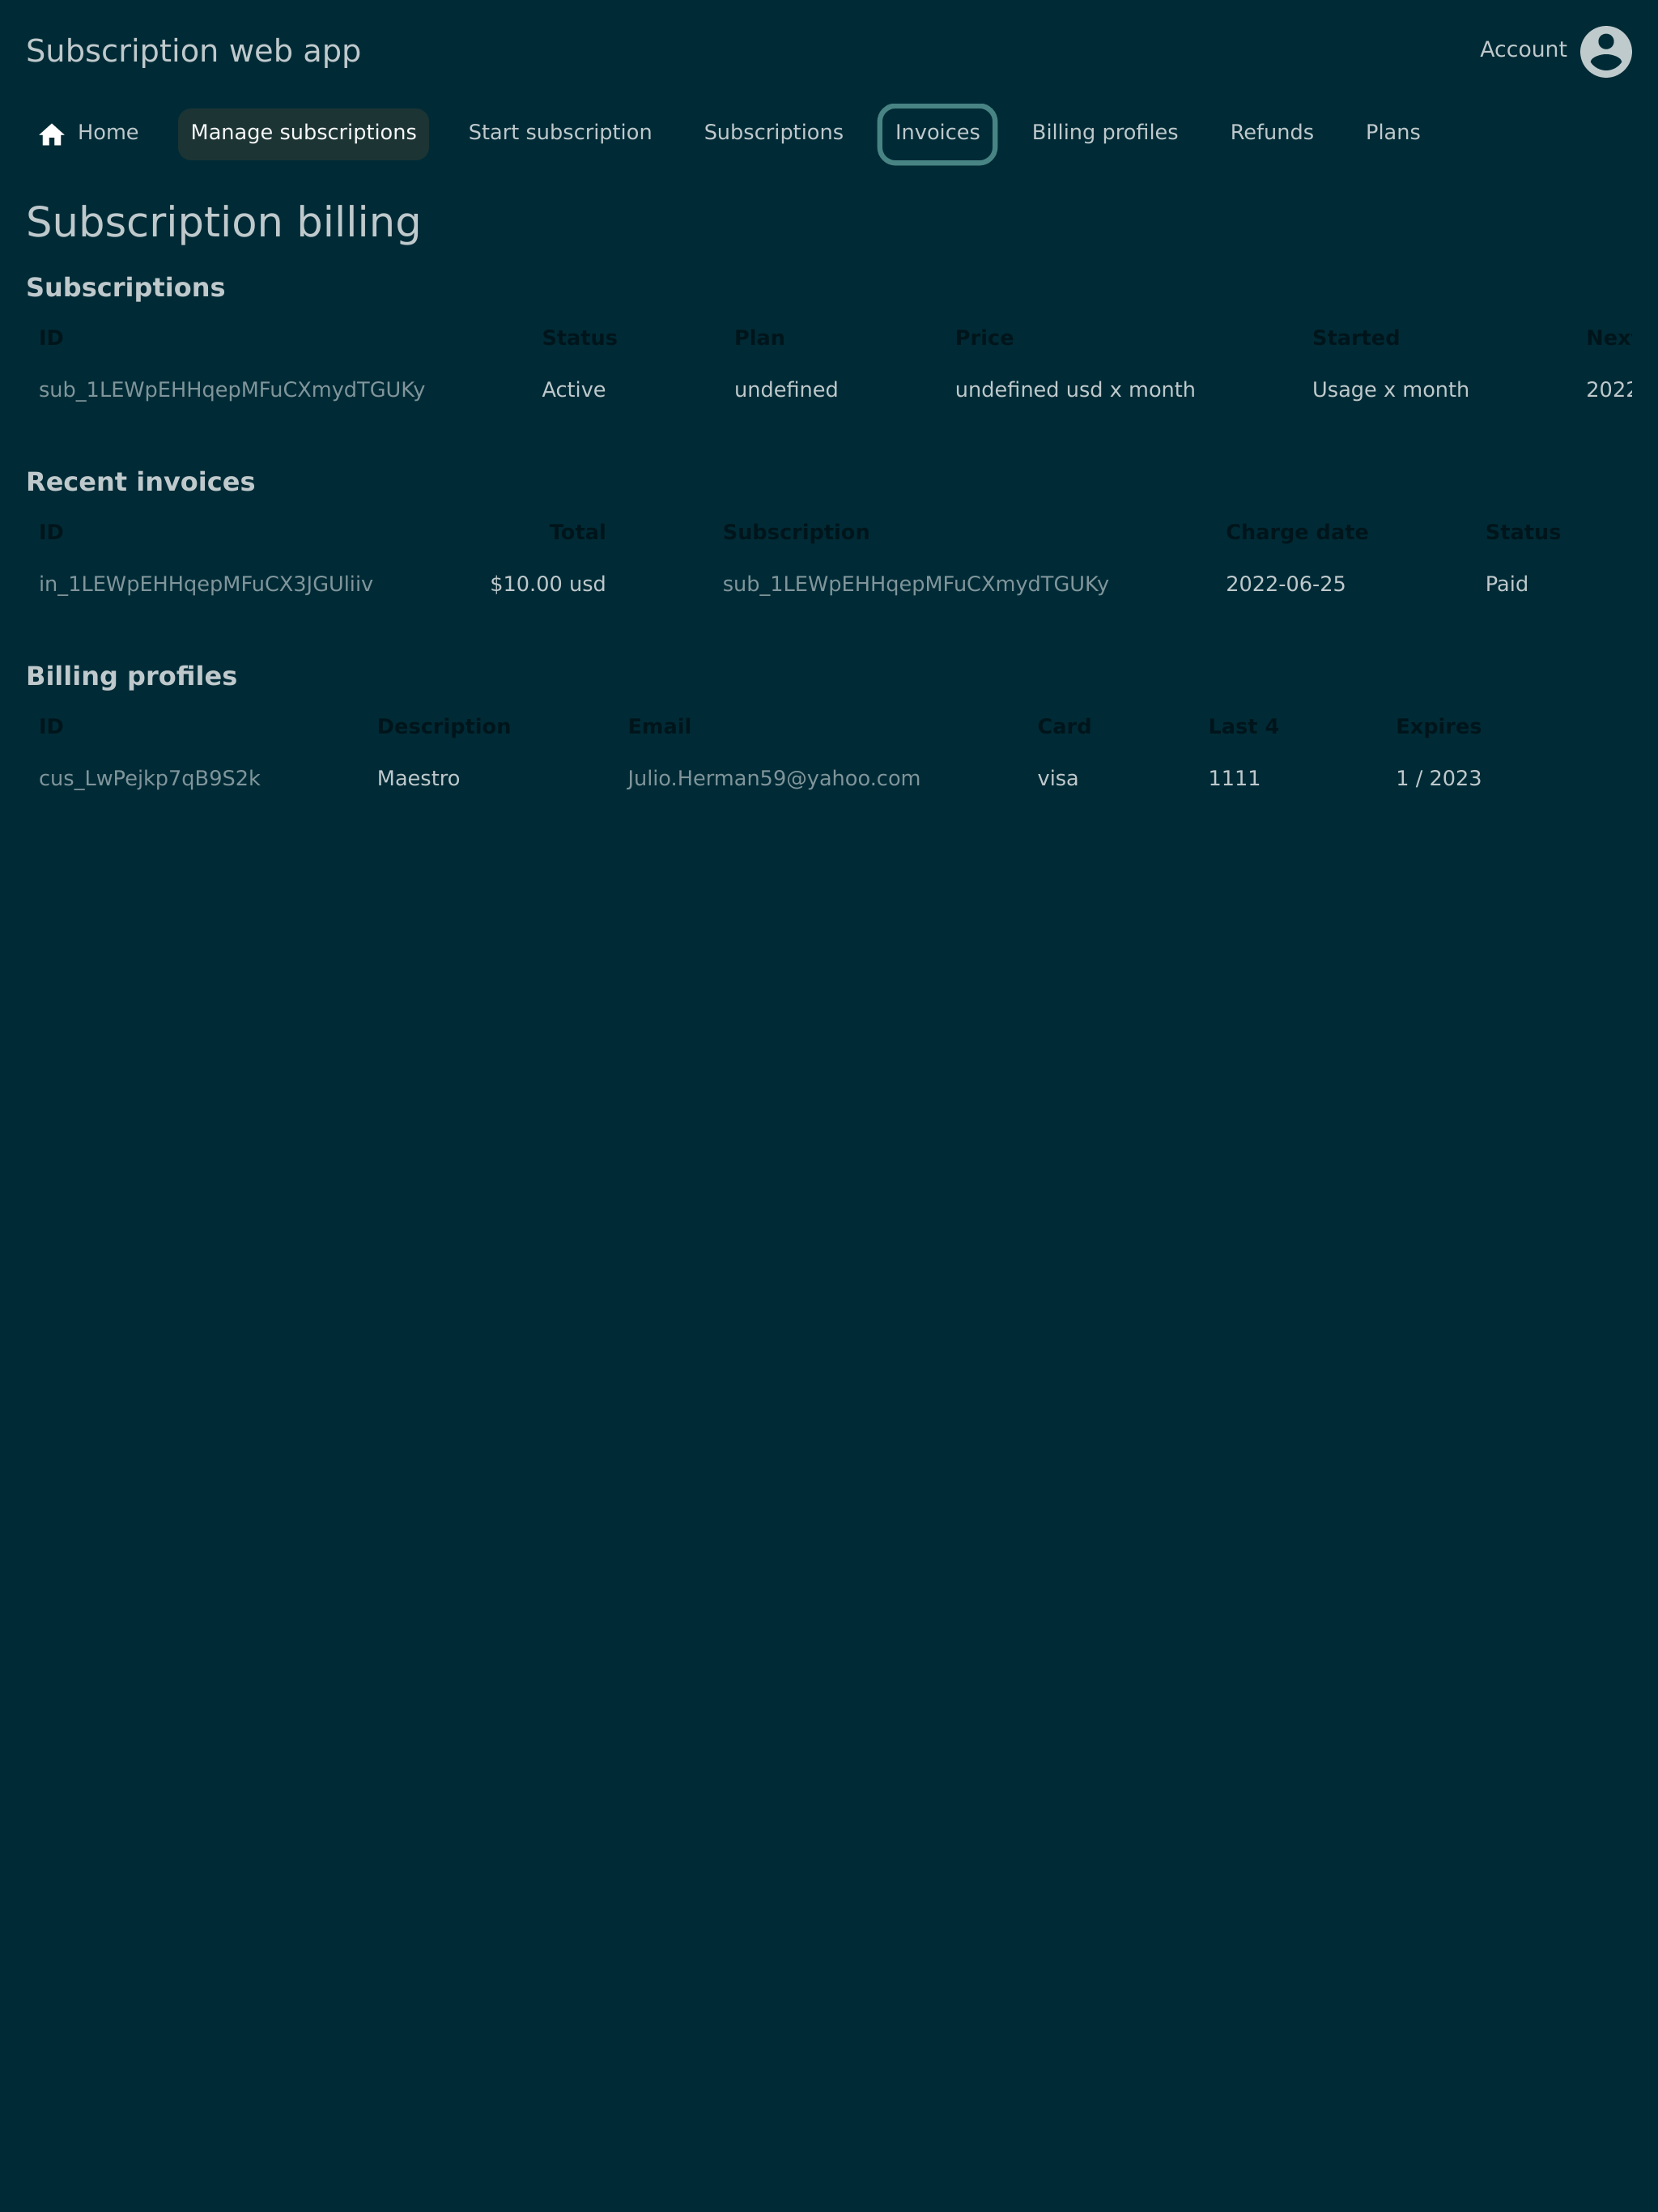 Subscription web app Account
Home Manage subscriptions Start subscription Subscriptions Invoices Billing profiles Refunds Plans
Subscription billing
Subscriptions
ID Status Plan Price Started Nex
sub_1LEWpEHHqepMFuCXmydTGUKy Active undefined undefined usd x month Usage x month 2022
Recent invoices
ID Total Subscription Charge date Status
in_1LEWpEHHqepMFuCX3JGUliiv $10.00 usd sub_1LEWpEHHqepMFuCXmydTGUKy 2022-06-25 Paid
Billing profiles
ID Description Email Card Last 4 Expires
cus_LwPejkp7qB9S2k Maestro Julio.Herman59@yahoo.com visa 1111 1 / 2023